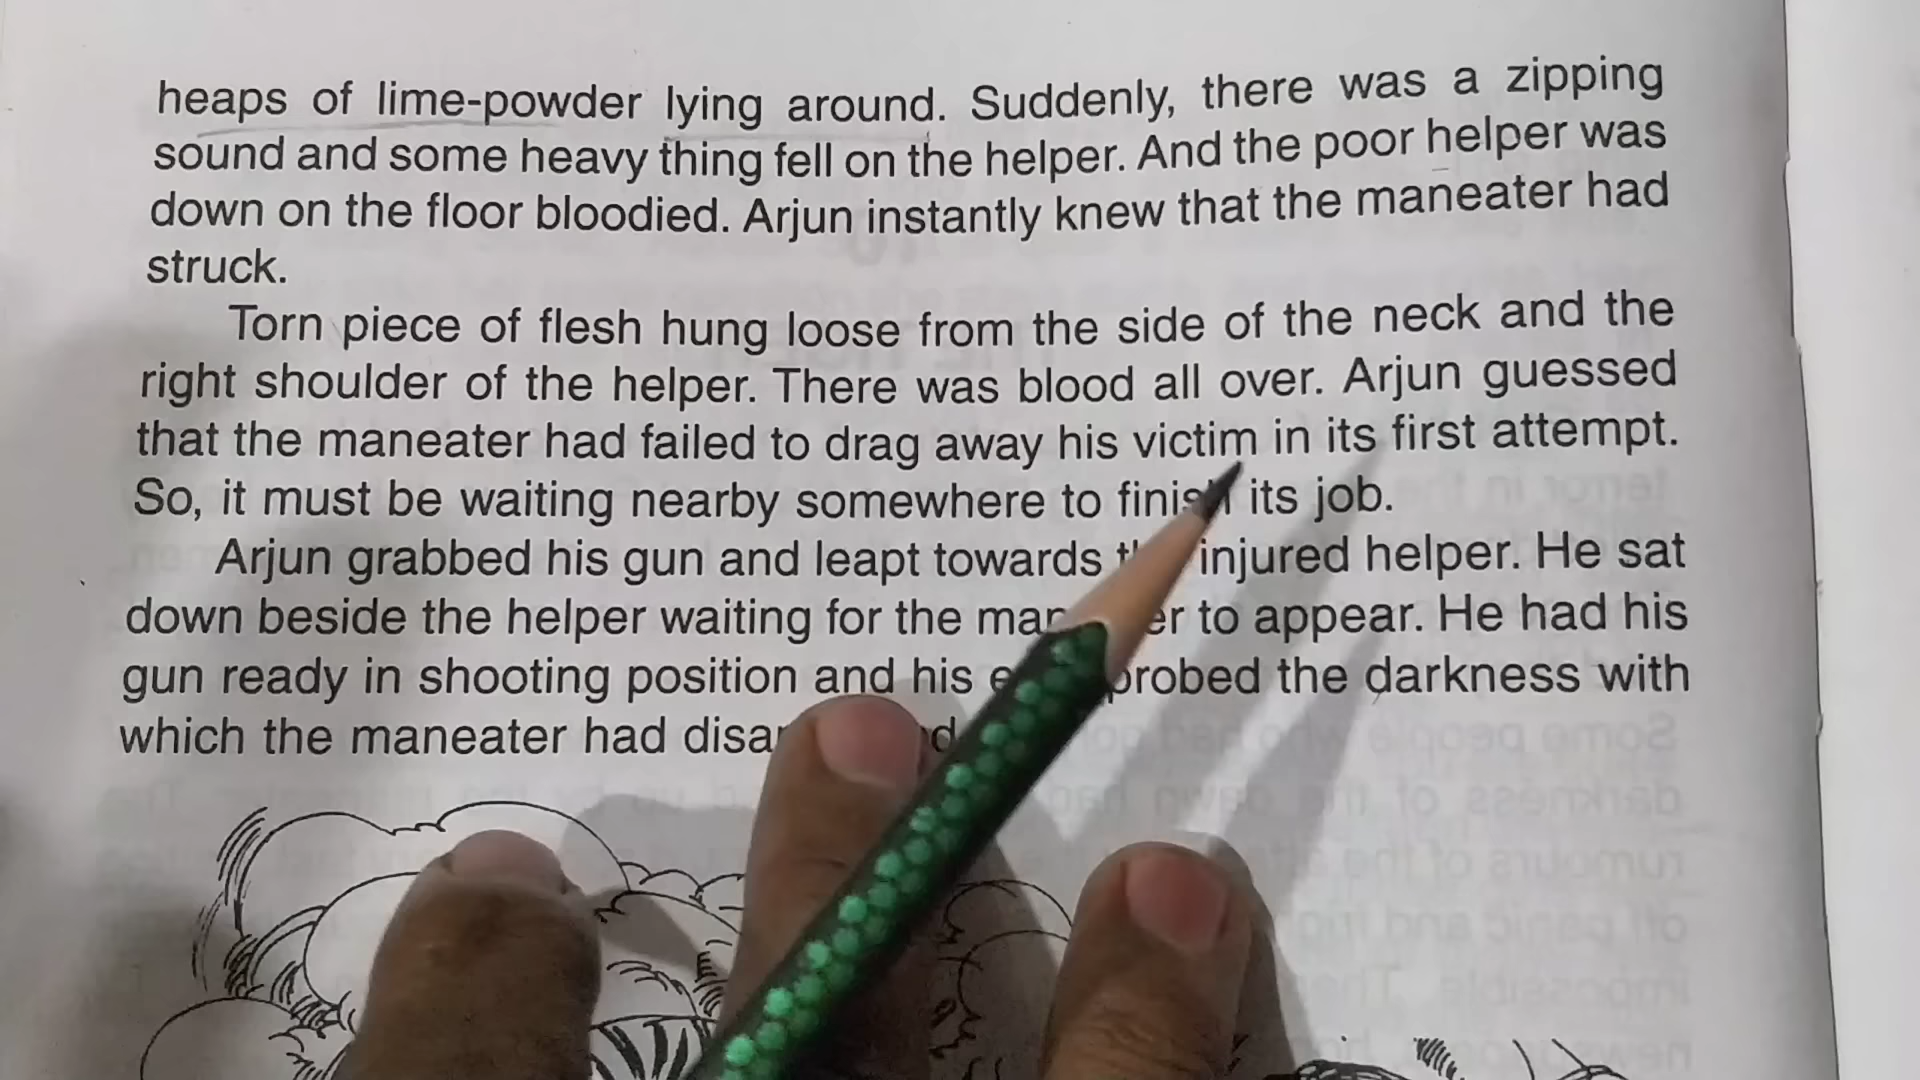 heaps of lime-powder lying around. Suddenly, there was a zipping
sound and some heavy thing fell on the helper. And the poor helper was
down on the floor bloodied. Arjun instantly knew that the maneater had
struck.
Torn piece of flesh hung loose from the side of the neck and the
right shoulder of the helper. There was blood all over. Arjun guessed
that the maneater had failed to drag away his victim in its first attempt.
So, it must be waiting nearby somewhere to finish its job.
Arjun grabbed his gun and leapt towards injured helper. He sat
down beside the helper waiting for the to appear. He had his
gun ready in shooting position and his probed the darkness with
which the maneater had